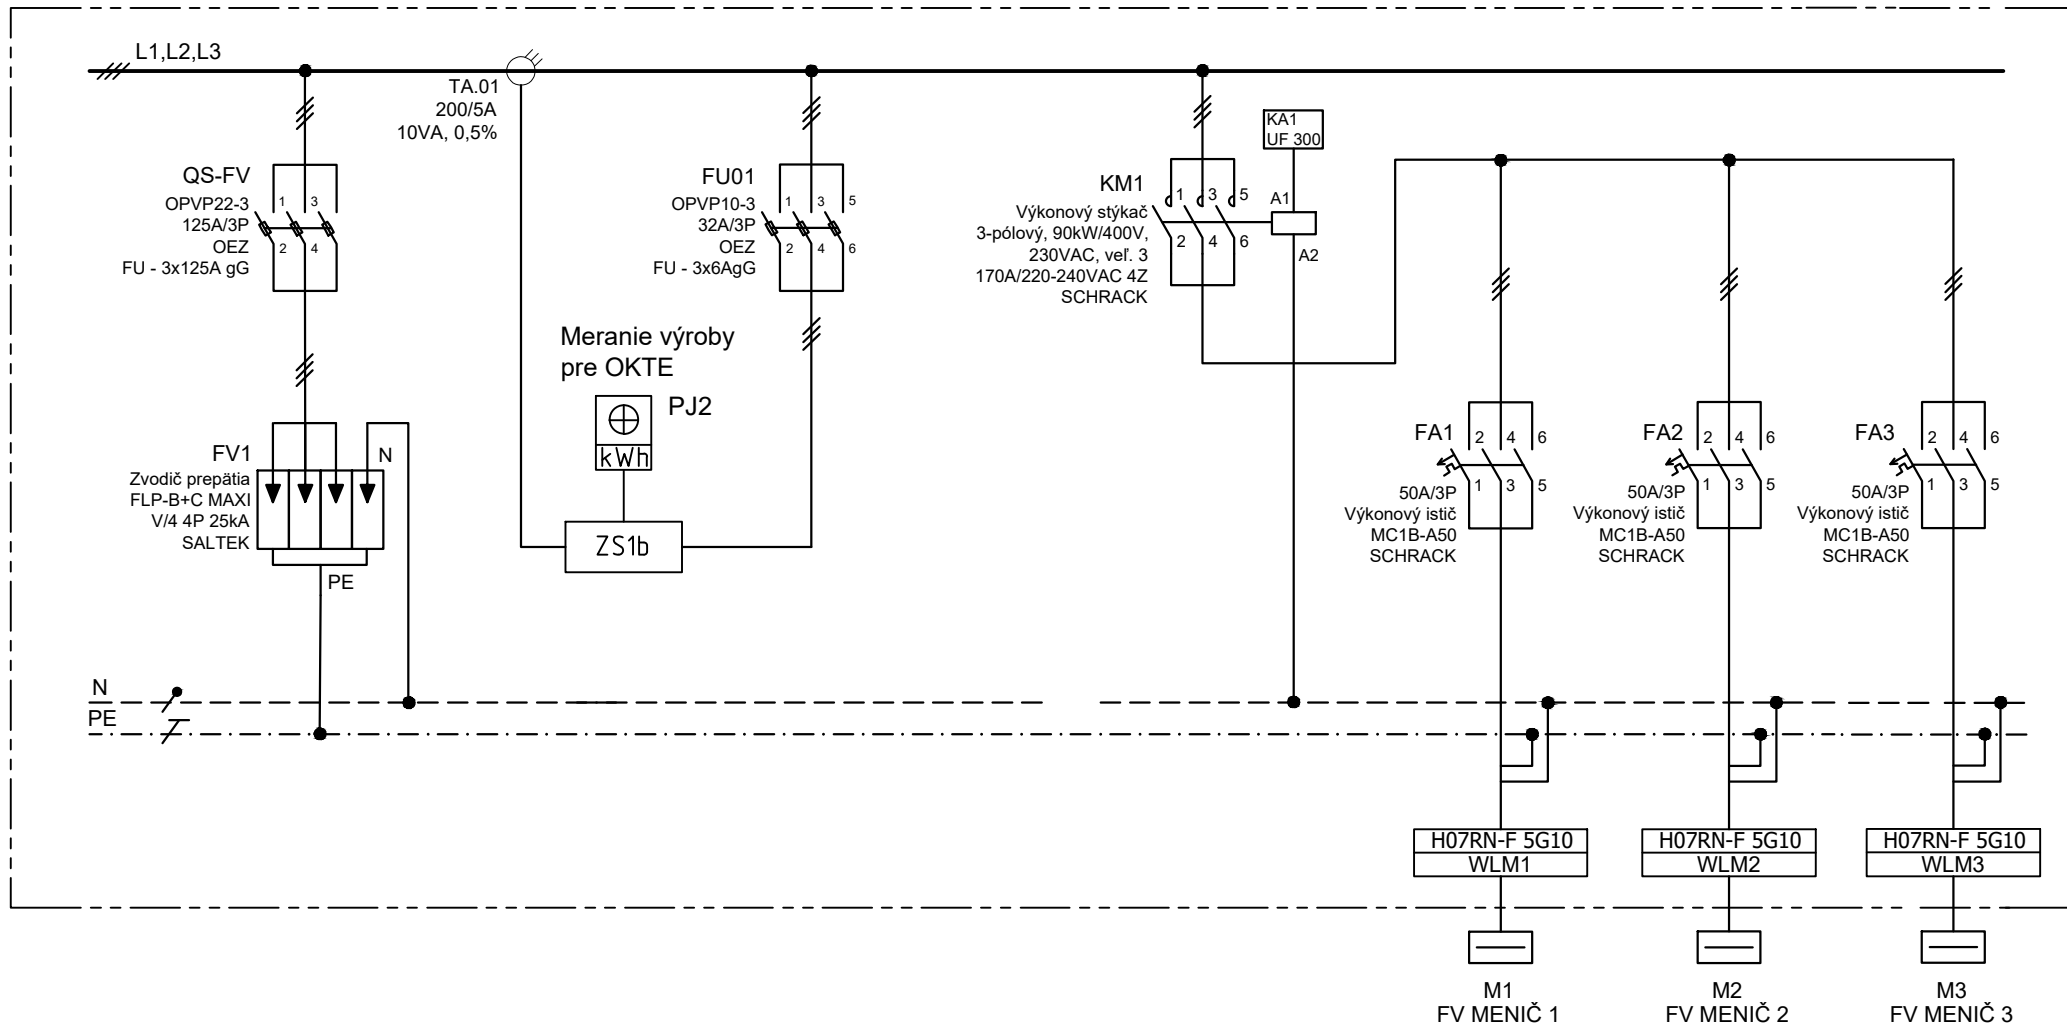 L1,L2,L3
TA.01
200/5A
10VA, 0,5%
QS-FV
OPVP22-3
125A/3P
OEZ
FU - 3x125A gG
1 3
2 4
FU01
OPVP10-3
32A/3P
OEZ
FU - 3x6AgG
1 3 5
2 4 6
KM1
Výkonový stýkač
3-pólový, 90kW/400V,
230VAC, veľ. 3
170A/220-240VAC 4Z
SCHRACK
1 3 5
2 4 6
KA1
UF 300
A1
A2
Meranie výroby
pre OKTE
PJ2
kWh
ZS1b
FV1
Zvodič prepätia
FLP-B+C MAXI
V/4 4P 25kA
SALTEK
N
PE
FA1
2 4 6
1 3 5
50A/3P
Výkonový istič
MC1B-A50
SCHRACK
FA2
2 4 6
1 3 5
50A/3P
Výkonový istič
MC1B-A50
SCHRACK
FA3
2 4 6
1 3 5
50A/3P
Výkonový istič
MC1B-A50
SCHRACK
N
PE
H07RN-F 5G10
WLM1
H07RN-F 5G10
WLM2
H07RN-F 5G10
WLM3
M1
FV MENIČ 1
M2
FV MENIČ 2
M3
FV MENIČ 3